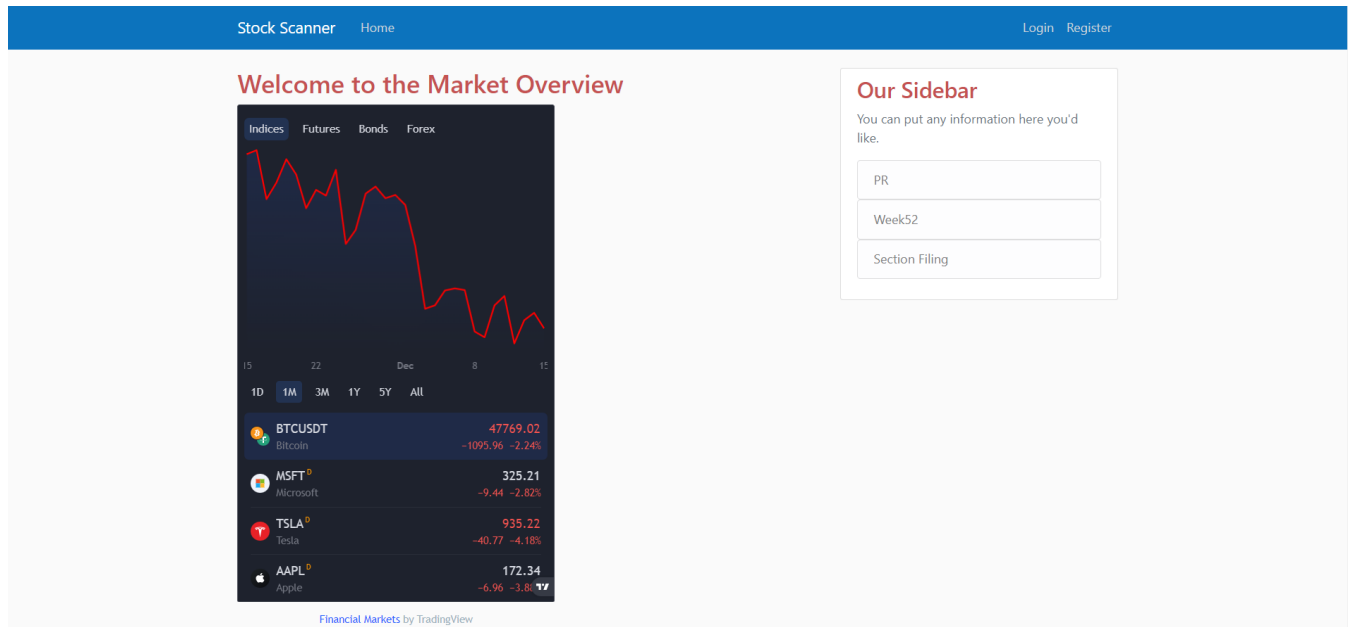 Stock Scanner Home Login Register
Welcome to the Market Overview
Indices Futures Bonds Forex
15 22 Dec 8 15
1D 1M 3M 1Y 5Y All
BTCUSDT 47769.02
Bitcoin −1095.96 −2.24%
MSFT D 325.21
Microsoft −9.44 −2.82%
TSLA D 935.22
Tesla −40.77 −4.18%
AAPL D 172.34
Apple −6.96
Financial Markets by TradingView
Our Sidebar
You can put any information here you'd
like.
PR
Week52
Section Filing